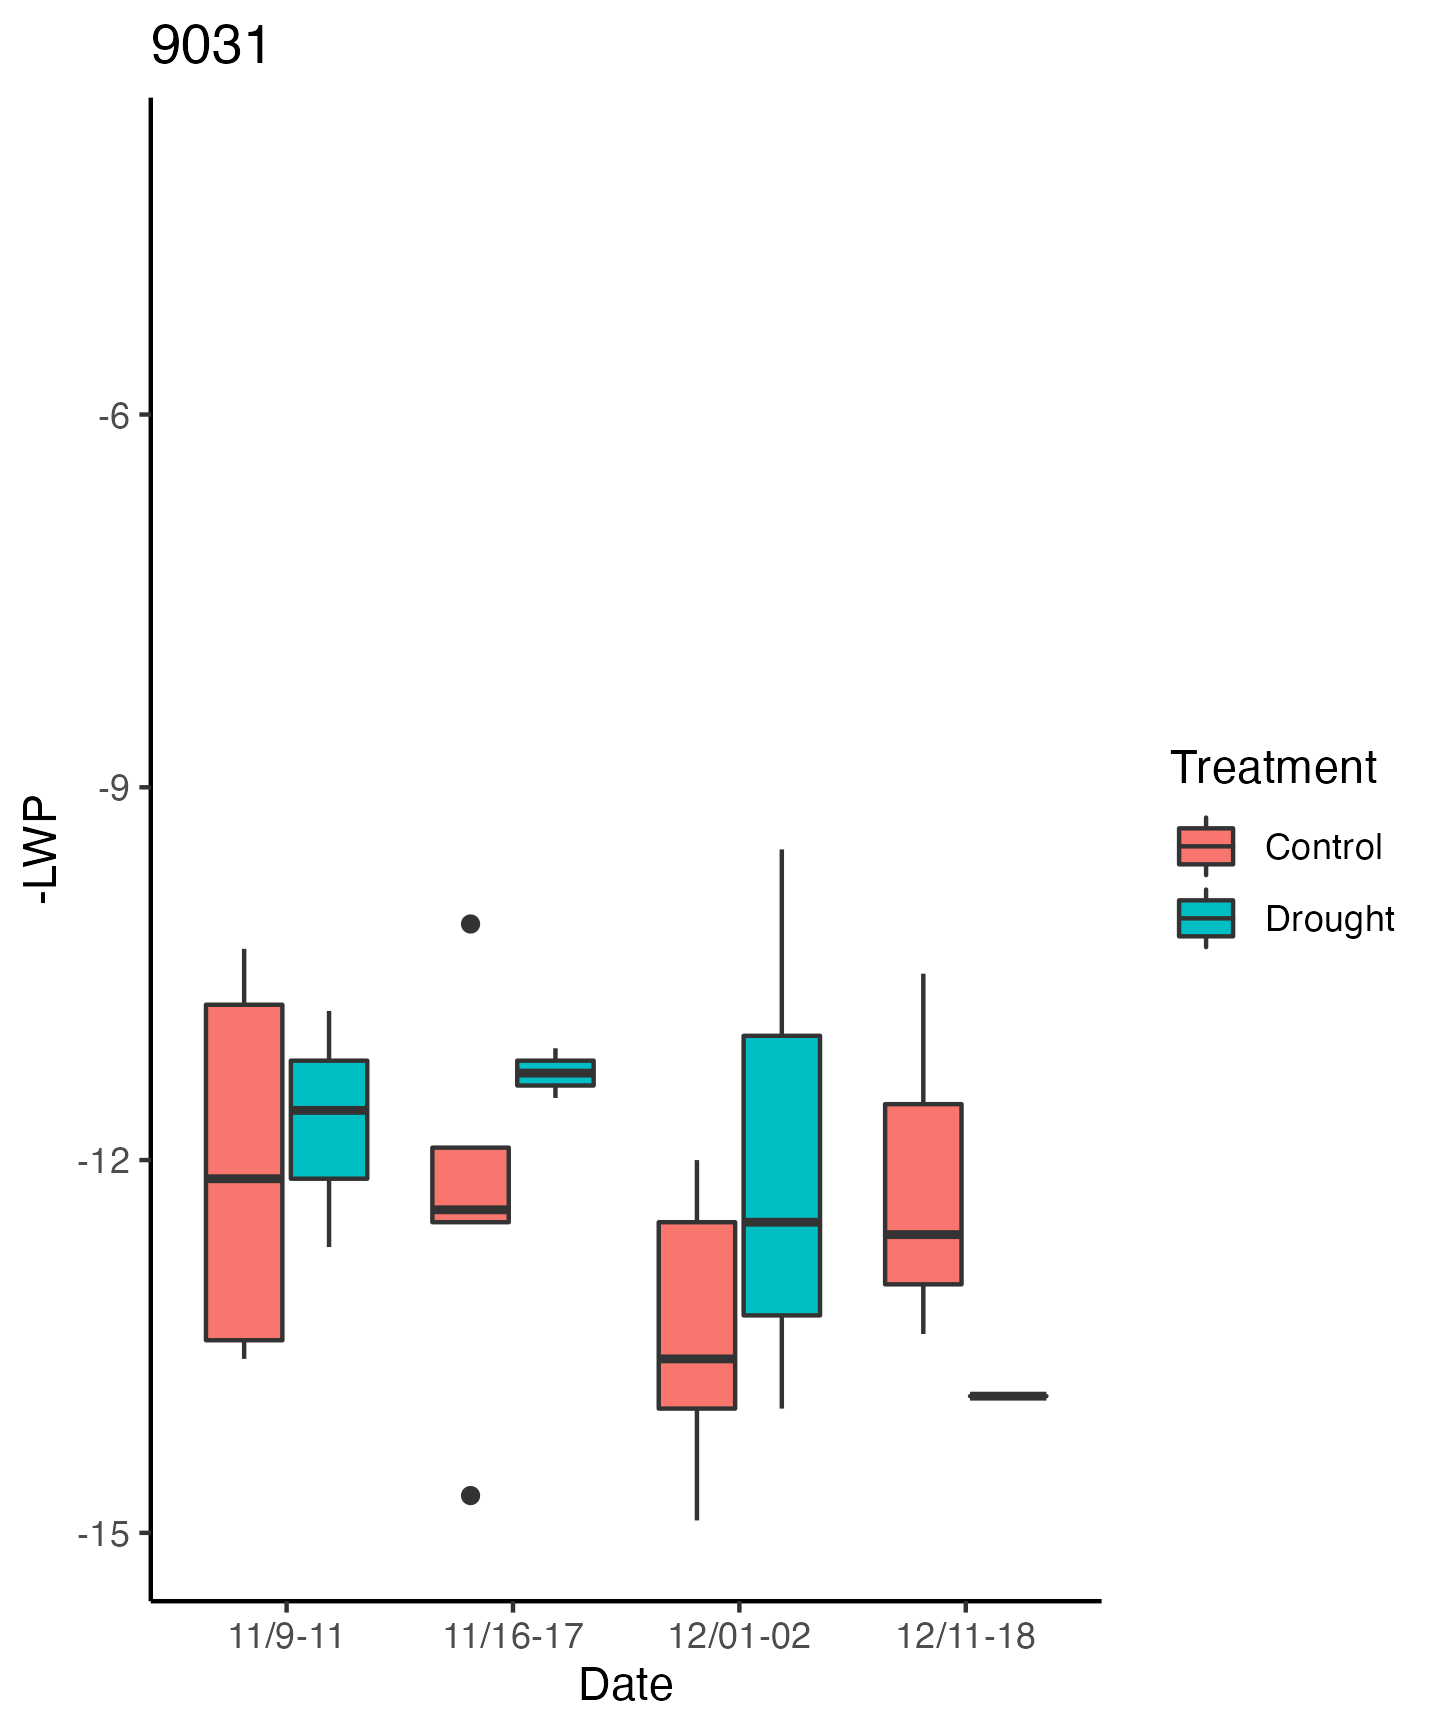 9031
-LWP
-6
-9
-12
-15
11/9-11
11/16-17
12/01-02
12/11-18
Date
Treatment
Control
Drought